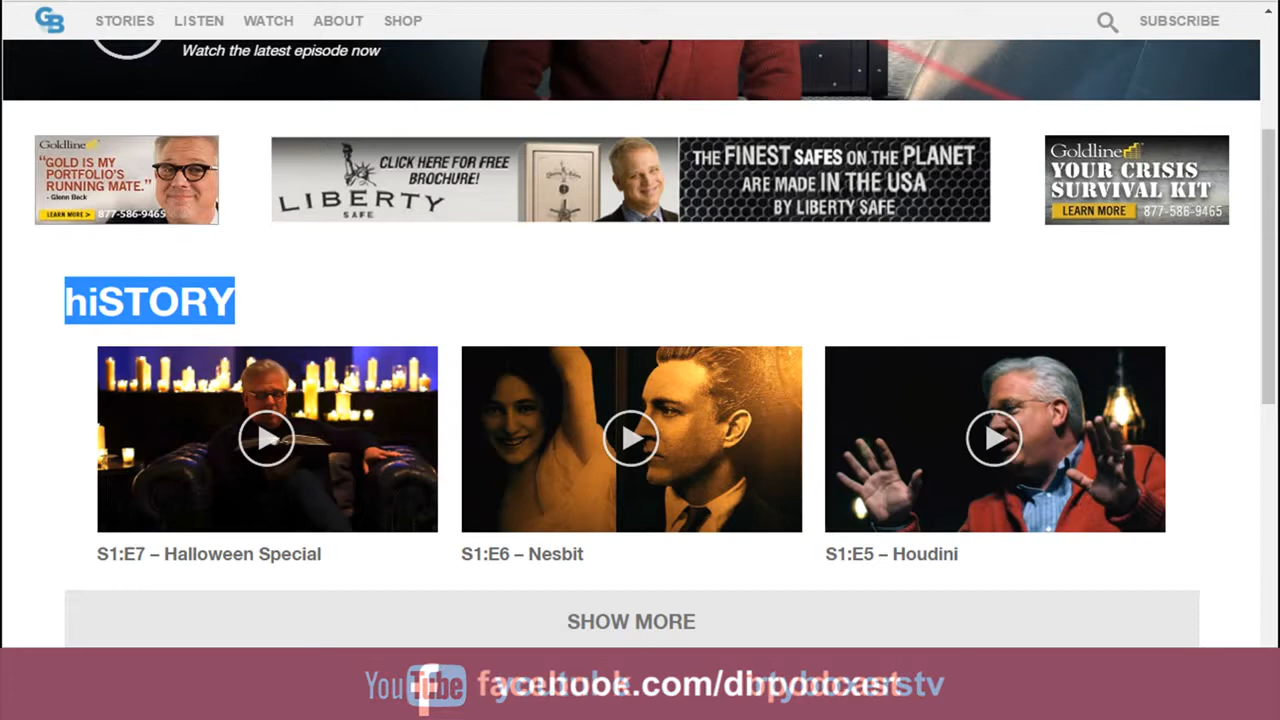 GB STORIES LISTEN WATCH ABOUT SHOP SUBSCRIBE
Watch the latest episode now
Goldline
"GOLD IS MY
PORTFOLIO'S
RUNNING MATE."
- Glenn Beck
LEARN MORE > 877-586-9465
CLICK HERE FOR FREE
BROCHURE!
LIBERTY
SAFE
THE FINEST SAFES ON THE PLANET
ARE MADE IN THE USA
BY LIBERTY SAFE
Goldline
YOUR CRISIS
SURVIVAL KIT
LEARN MORE 877-586-9465
hiSTORY
S1:E7 – Halloween Special
S1:E6 – Nesbit
S1:E5 – Houdini
SHOW MORE
YouTube